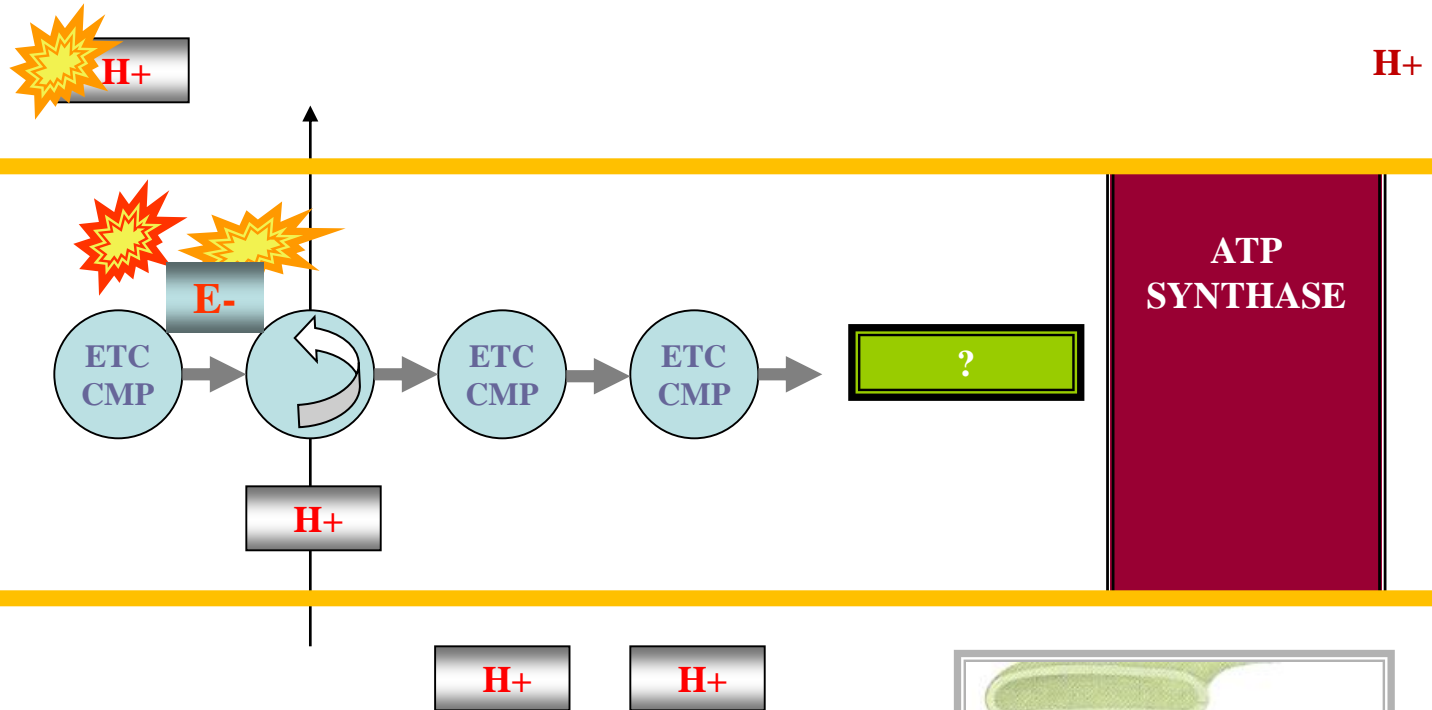 H+
H+
E-
ATP
SYNTHASE
ETC
CMP
ETC
CMP
ETC
CMP
?
H+
H+
H+